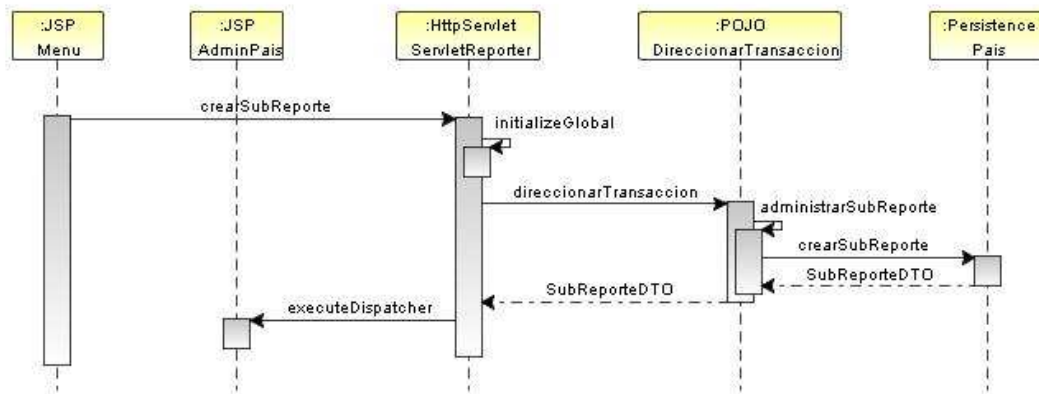 :JSP
Menu
:JSP
AdminPais
:HttpServlet
ServletReporter
:POJO
DireccionarTransaccion
:Persistence
Pais
crearSubReporte
initializeGlobal
direccionarTransaccion
administrarSubReporte
crearSubReporte
SubReporteDTO
SubReporteDTO
executeDispatcher